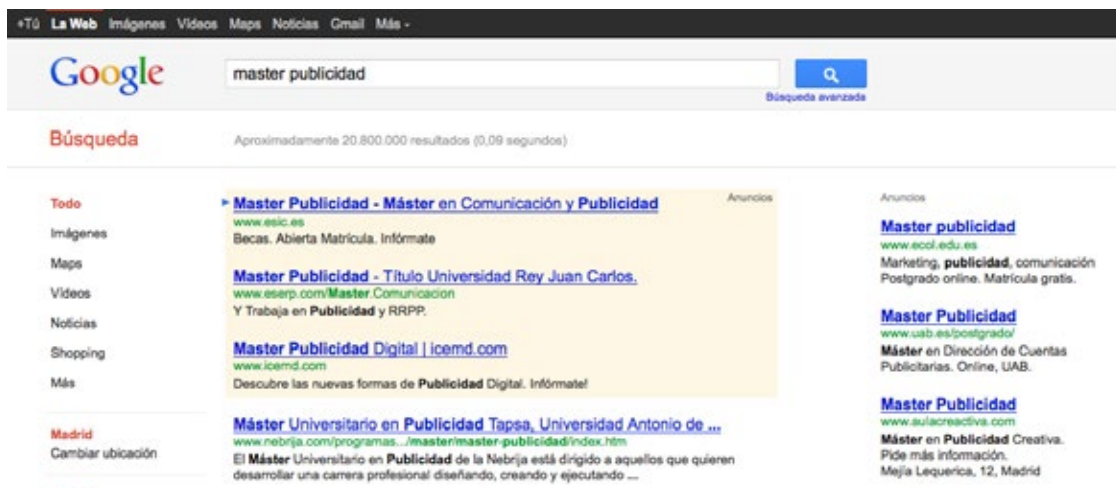 +Tú La Web Imágenes Vídeos Maps Noticias Gmail Más
Google
master publicidad
Búsqueda avanzada
Búsqueda
Aproximadamente 20.800.000 resultados (0,09 segundos)
Todo
Imágenes
Maps
Vídeos
Noticias
Shopping
Más
Madrid
Cambiar ubicación
Anuncios
Master Publicidad - Máster en Comunicación y Publicidad
www.esic.es
Becas. Abierta Matrícula. Infórmate
Master Publicidad - Título Universidad Rey Juan Carlos.
www.eserp.com/Master.Comunicacion
Y Trabaja en Publicidad y RRPP.
Master Publicidad Digital | icemd.com
www.icemd.com
Descubre las nuevas formas de Publicidad Digital. Infórmate!
Máster Universitario en Publicidad Tapsa, Universidad Antonio de ...
www.nebrija.com/programas.../master/master-publicidad/index.htm
El Máster Universitario en Publicidad de la Nebrija está dirigido a aquellos que quieren
desarrollar una carrera profesional diseñando, creando y ejecutando ...
Anuncios
Master publicidad
www.ecol.edu.es
Marketing, publicidad, comunicación
Postgrado online. Matrícula gratis.
Master Publicidad
www.uab.es/postgrado/
Máster en Dirección de Cuentas
Publicitarias. Online, UAB.
Master Publicidad
www.aulacreactiva.com
Máster en Publicidad Creativa.
Pide más información.
Mejía Lequerica, 12, Madrid